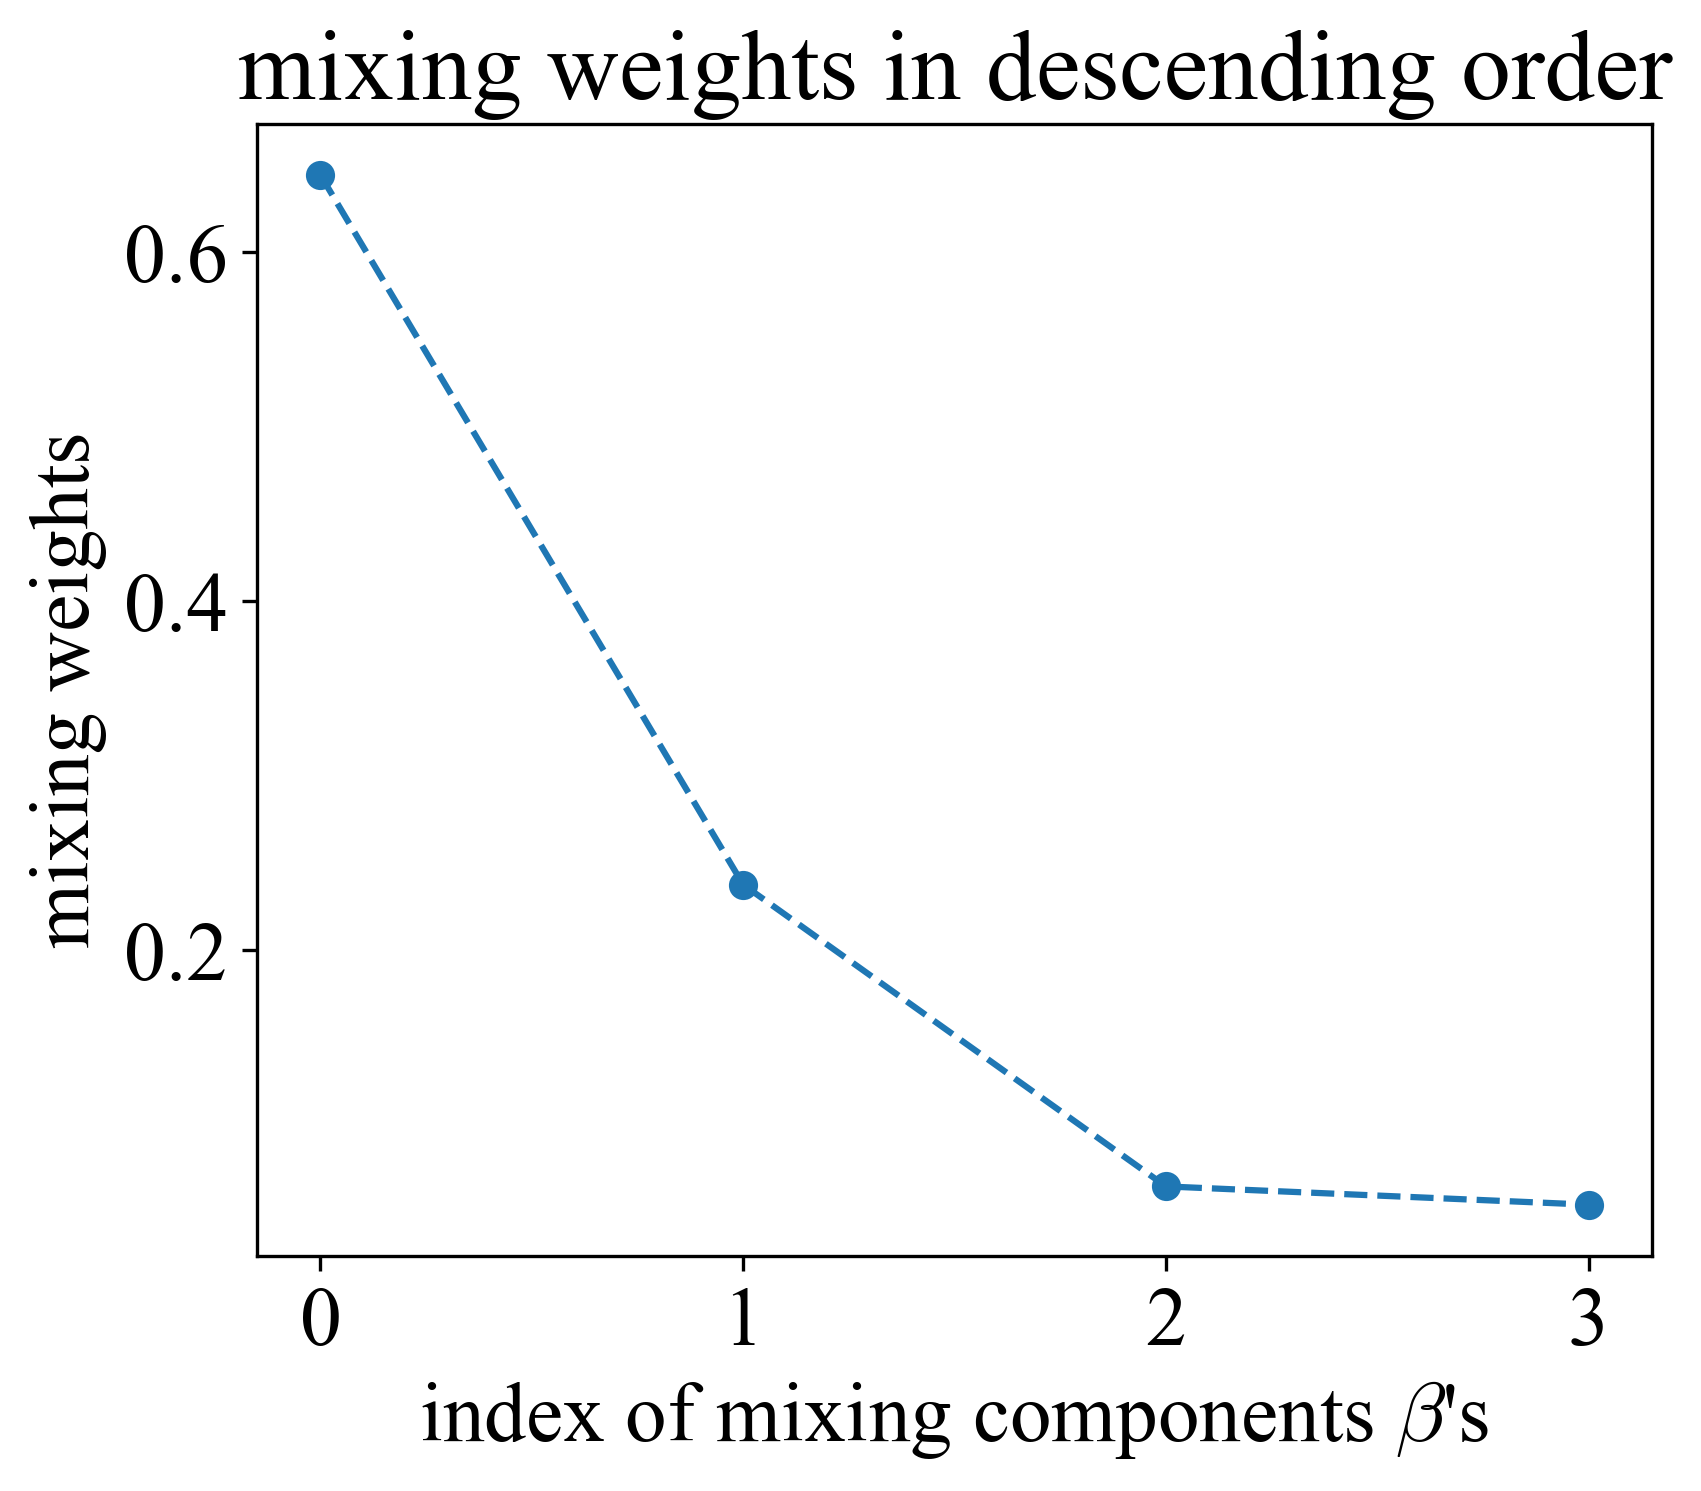 mixing weights in descending order
mixing weights
0.6
0.4
0.2
0 1 2 3
index of mixing components β's